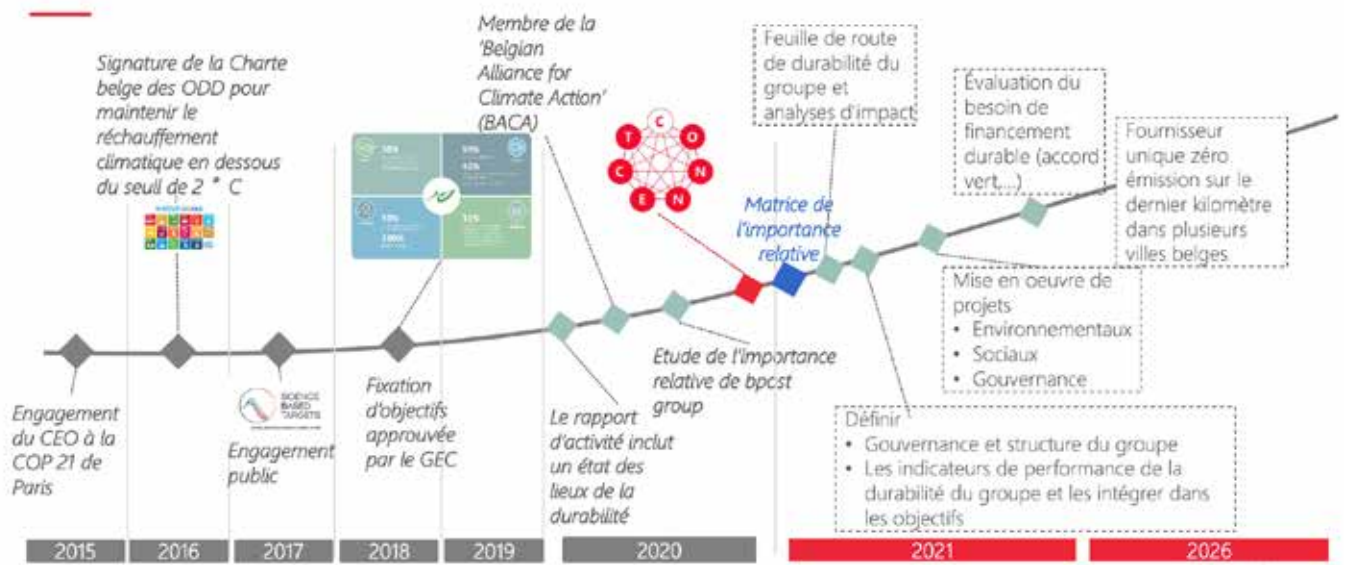 Signature de la Charte
belge des ODD pour
maintenir le
réchauffement
climatique en dessous
du seuil de 2 ° C
Membre de la
'Belgian
Alliance for
Climate Action'
(BACA)
C
O
N
N
E
C
T
Feuille de route
de durabilité du
groupe et
analyses d'impact
Évaluation du
besoin de
financement
durable (accord
vert,...)
Fournisseur
unique zéro
émission sur le
dernier kilomètre
dans plusieurs
villes belges
Matrice de
l'importance
relative
Engagement
du CEO à la
COP 21 de
Paris
SCIENCE
BASED
TARGETS
Engagement
public
Fixation
d'objectifs
approuvée
par le GEC
Le rapport
d'activité inclut
un état des
lieux de la
durabilité
Etude de l'importance
relative de bpost
group
Mise en oeuvre de
projets
• Environnementaux
• Sociaux
• Gouvernance
Définir
• Gouvernance et structure du groupe
• Les indicateurs de performance de la
durabilité du groupe et les intégrer dans
les objectifs
2015
2016
2017
2018
2019
2020
2021
2026